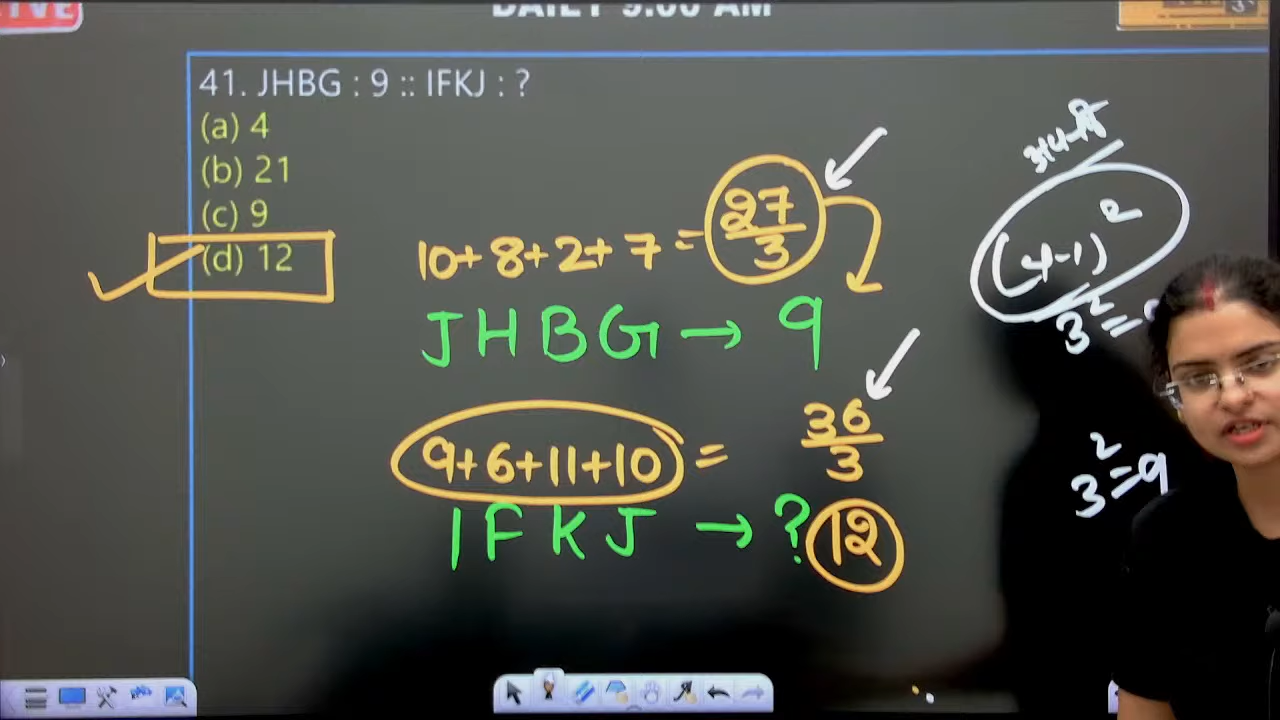 DAILY 9:00 AM
41. JHBG : 9 :: IFKJ : ?
(a) 4
(b) 21
(c) 9
(d) 12
10+8+2+7=27/3
JHBG → 9
9+6+11+10 = 36/3
IFKJ → ? 12
(4-1)²
3²=
3²=9